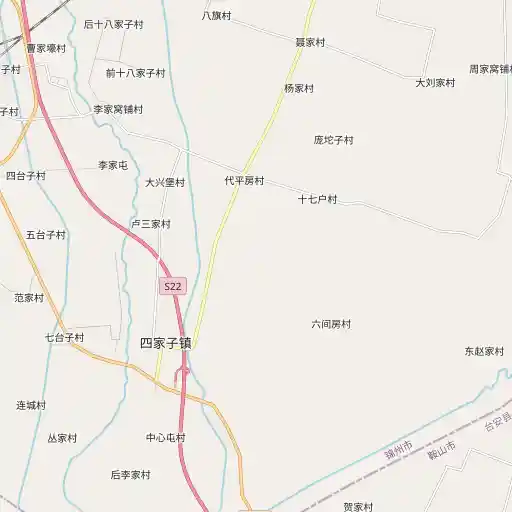 八旗村
后十八家子村
聂家村
曹家壕村
子村
前十八家子村
周家窝铺村
大刘家村
杨家村
子村
李家窝铺村
庞坨子村
李家屯
四台子村
大兴堡村
代平房村
十七户村
卢三家村
五台子村
S22
范家村
六间房村
七台子村
四家子镇
东赵家村
连城村
台安县
丛家村
中心屯村
锦州市
鞍山市
后李家村
贺家村